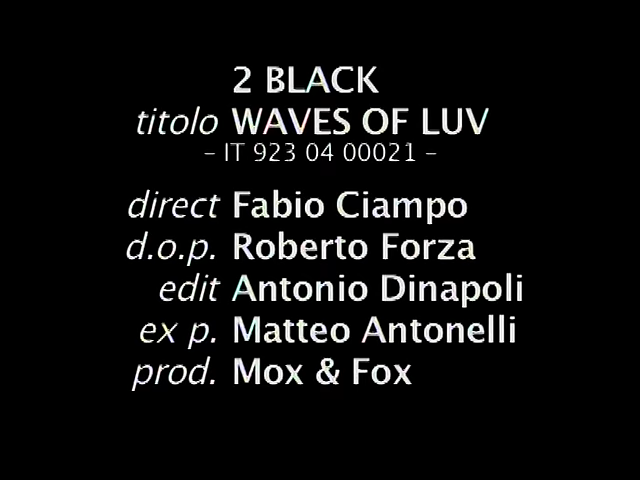 2 BLACK
titolo WAVES OF LUV
– IT 923 04 00021 –
direct Fabio Ciampo
d.o.p. Roberto Forza
edit Antonio Dinapoli
ex p. Matteo Antonelli
prod. Mox & Fox